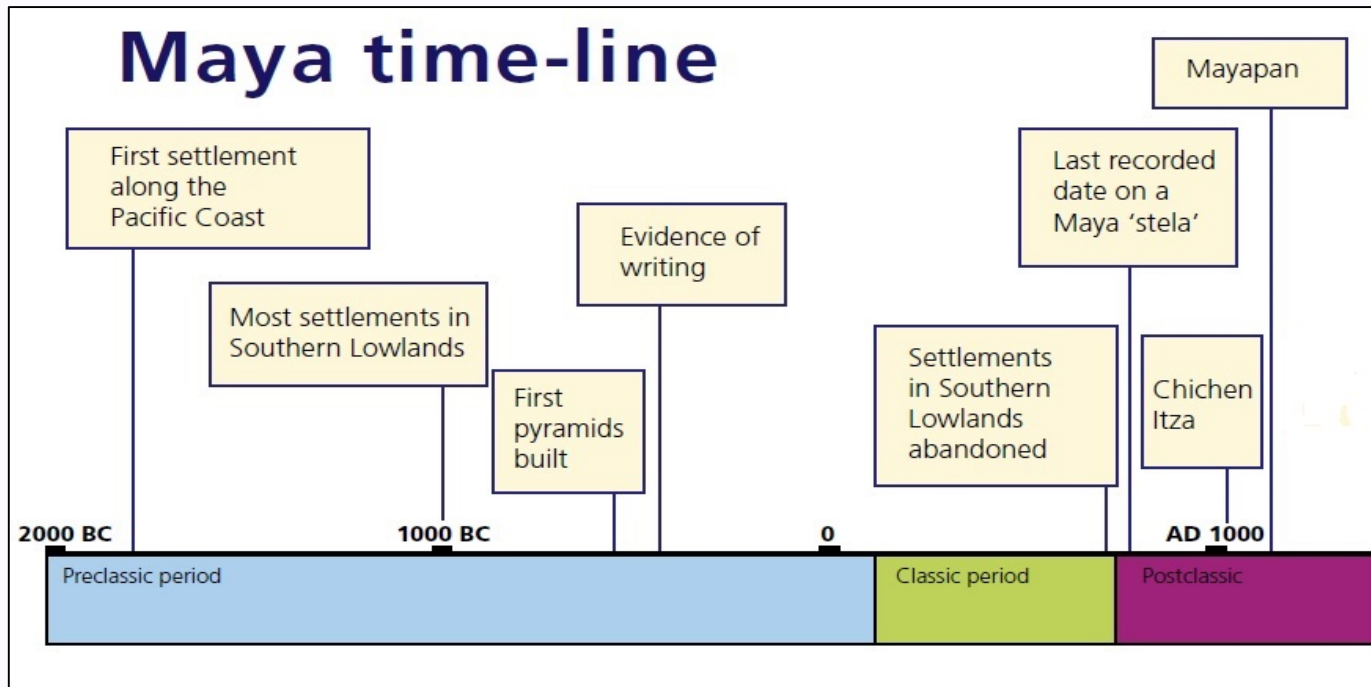 Maya time-line
First settlement
along the
Pacific Coast
Most settlements in
Southern Lowlands
First
pyramids
built
Evidence of
writing
Settlements
in Southern
Lowlands
abandoned
Last recorded
date on a
Maya ‘stela’
Chichen
Itza
Mayapan
2000 BC
1000 BC
0
AD 1000
Preclassic period
Classic period
Postclassic